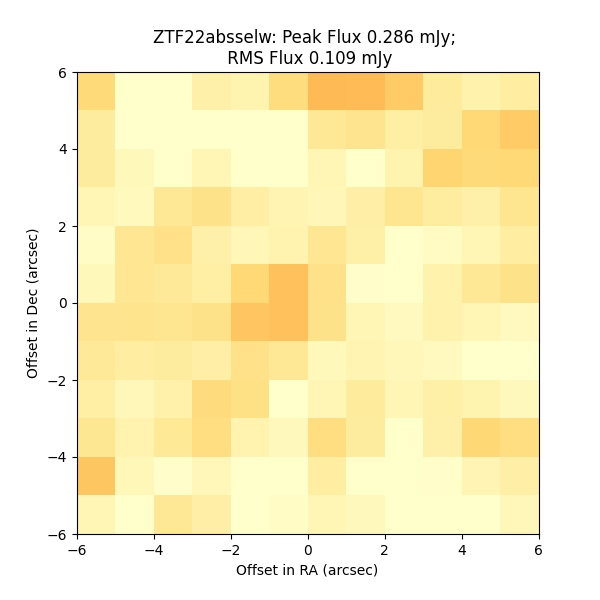 ZTF22absselw: Peak Flux 0.286 mJy;
RMS Flux 0.109 mJy
6
4
2
0
−2
−4
−6
Offset in Dec (arcsec)
−6 −4 −2 0 2 4 6
Offset in RA (arcsec)